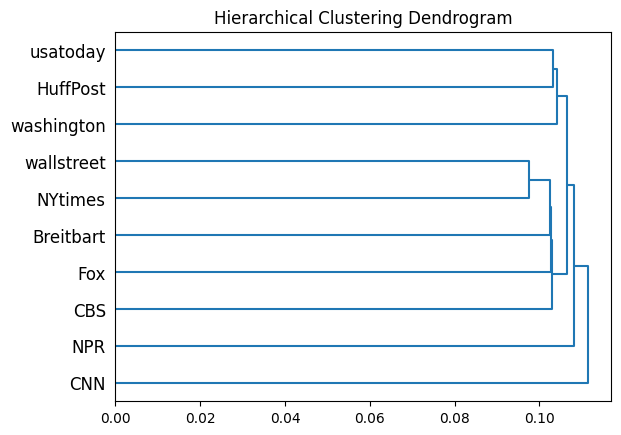 Hierarchical Clustering Dendrogram
usatoday
HuffPost
washington
wallstreet
NYtimes
Breitbart
Fox
CBS
NPR
CNN
0.00 0.02 0.04 0.06 0.08 0.10